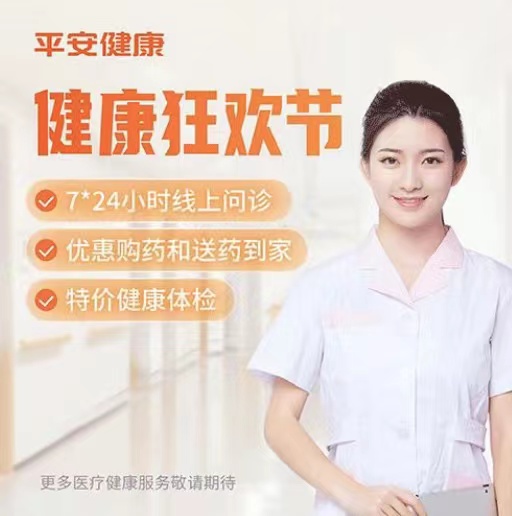 平安健康
健康狂欢节
7*24小时线上问诊
优惠购药和送药到家
特价健康体检
更多医疗健康服务敬请期待